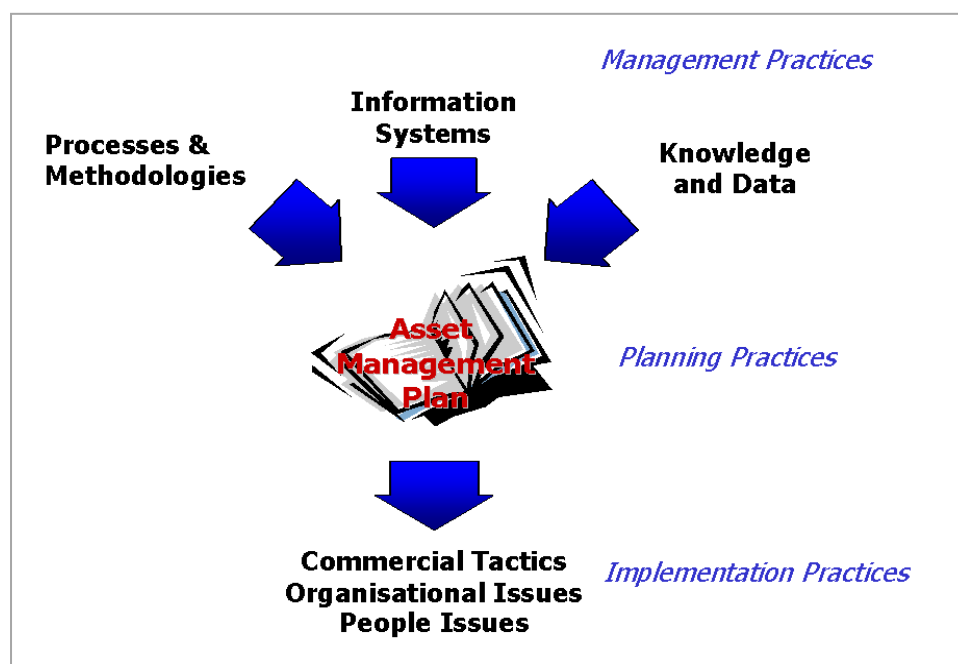 Management Practices
Information
Systems
Processes &
Methodologies
Knowledge
and Data
Asset
Management
Plan
Planning Practices
Commercial Tactics
Organisational Issues
People Issues
Implementation Practices